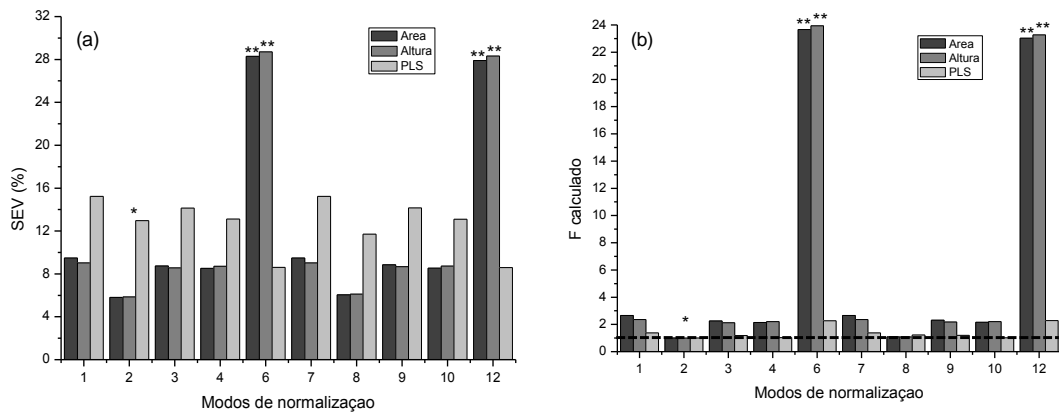 (a)
SEV (%)
32
28
24
20
16
12
8
4
0
** **
** **
*
Area
Altura
PLS
1 2 3 4 6 7 8 9 10 12
Modos de normalizaçao
(b)
F calculado
24
22
20
18
16
14
12
10
8
6
4
2
0
** **
** **
*
Area
Altura
PLS
1 2 3 4 6 7 8 9 10 12
Modos de normalizaçao